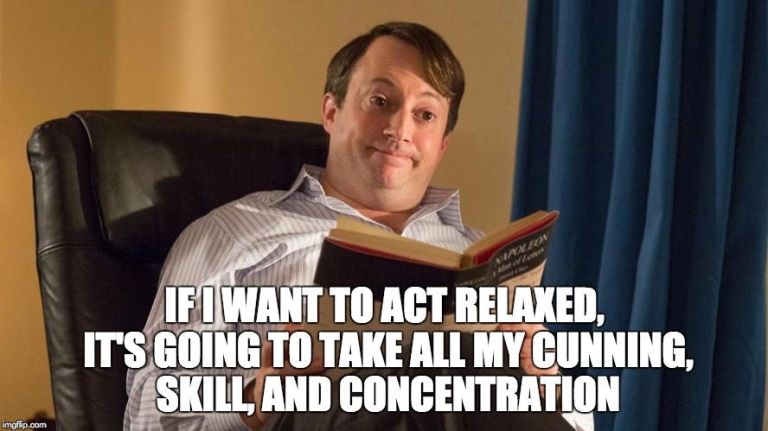 NAPOLEON
IF I WANT TO ACT RELAXED,
IT'S GOING TO TAKE ALL MY CUNNING,
SKILL, AND CONCENTRATION
imgflip.com